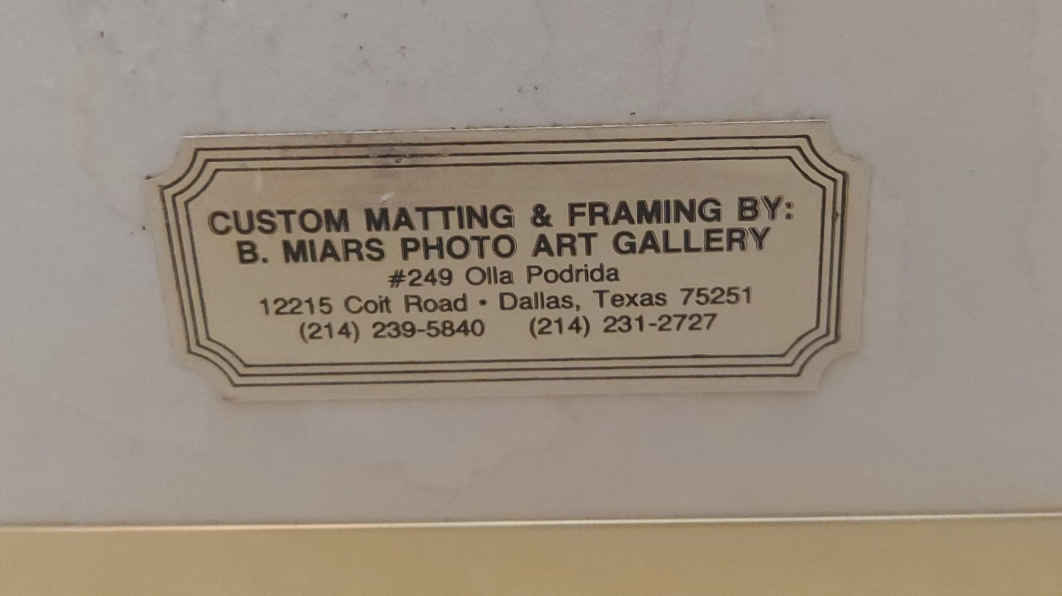 CUSTOM MATTING & FRAMING BY:
B. MIARS PHOTO ART GALLERY
#249 Olla Podrida
12215 Coit Road • Dallas, Texas 75251
(214) 239-5840 (214) 231-2727